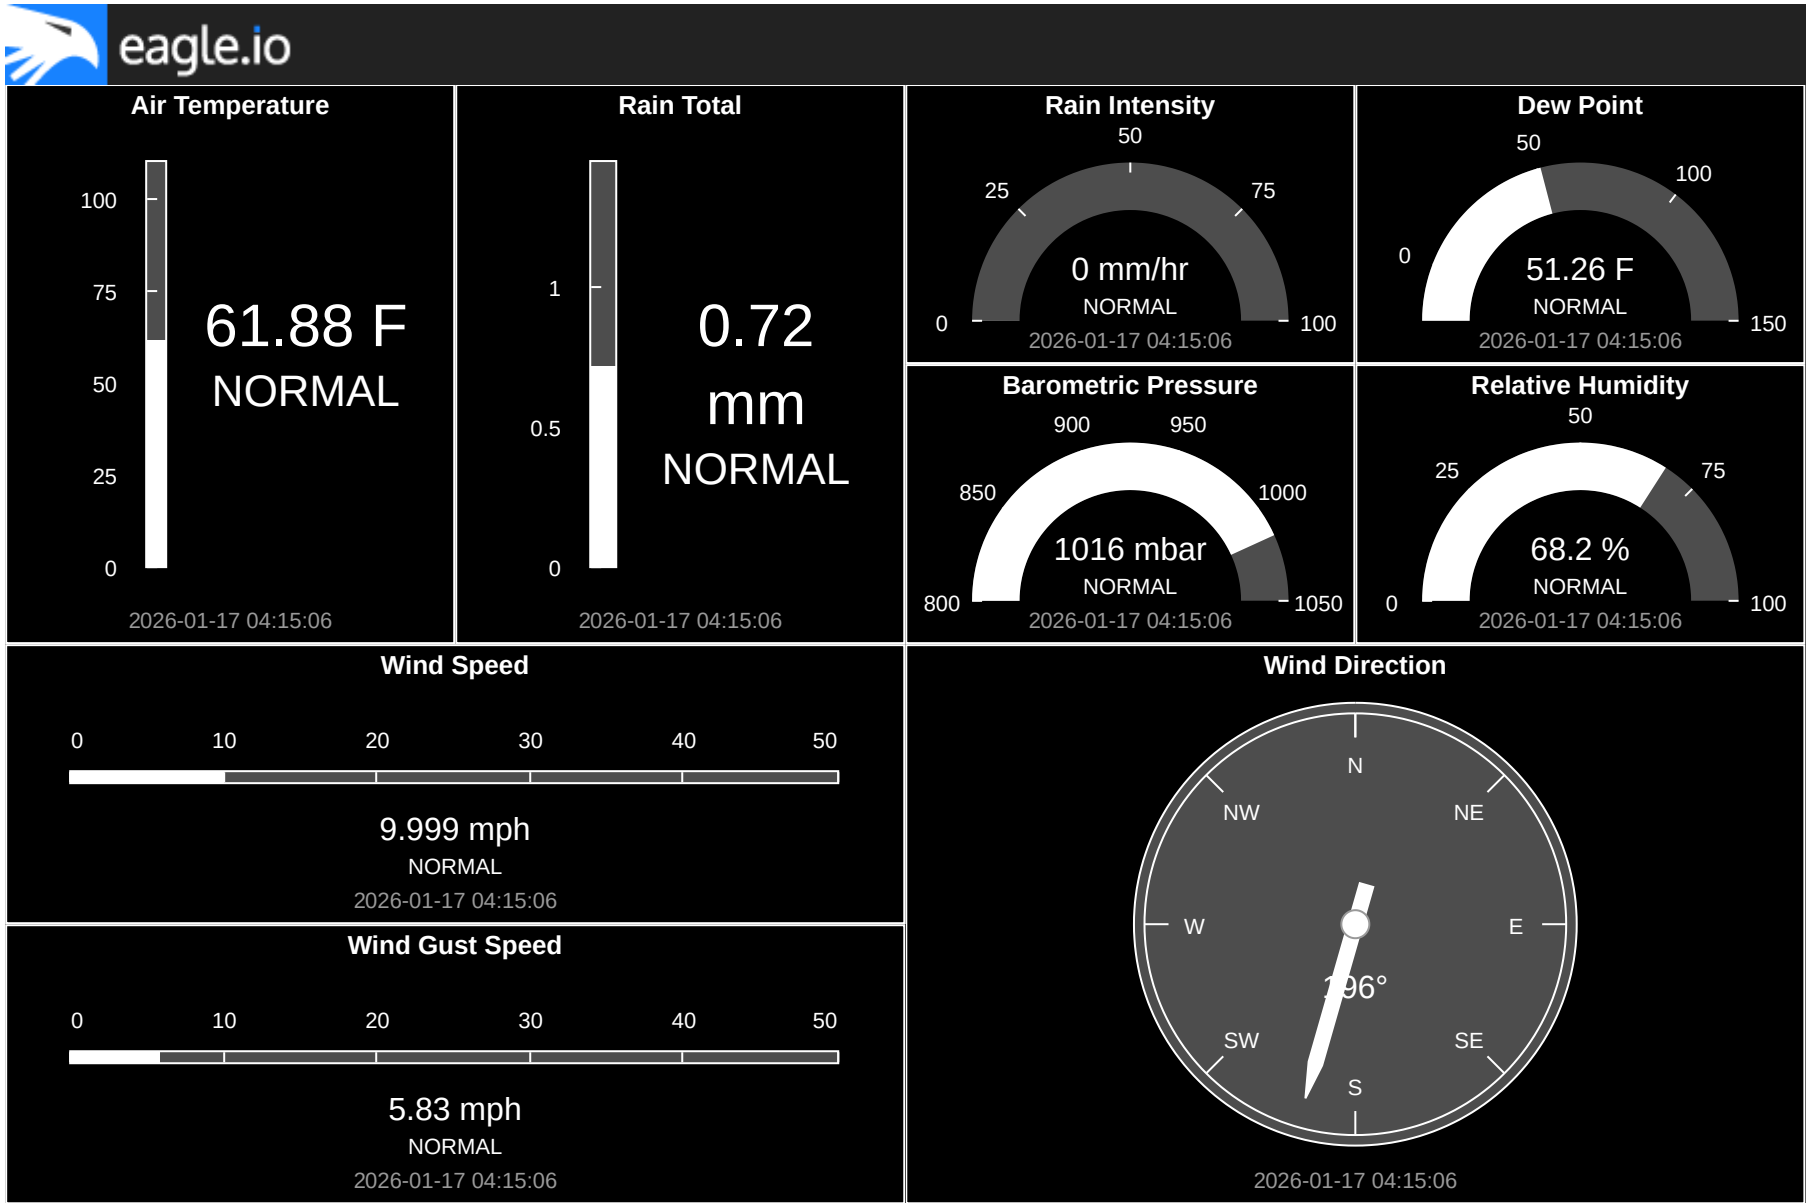 eagle.io
Air Temperature
100
75
50
25
0
61.88 F
NORMAL
2026-01-17 04:15:06
Rain Total
1
0.5
0
0.72
mm
NORMAL
2026-01-17 04:15:06
Rain Intensity
50
25
75
0
100
0 mm/hr
NORMAL
2026-01-17 04:15:06
Dew Point
50
100
0
150
51.26 F
NORMAL
2026-01-17 04:15:06
Barometric Pressure
900
950
850
1000
800
1050
1016 mbar
NORMAL
2026-01-17 04:15:06
Relative Humidity
50
25
75
0
100
68.2 %
NORMAL
2026-01-17 04:15:06
Wind Speed
0 10 20 30 40 50
9.999 mph
NORMAL
2026-01-17 04:15:06
Wind Gust Speed
0 10 20 30 40 50
5.83 mph
NORMAL
2026-01-17 04:15:06
Wind Direction
N
NW NE
W E
196°
SW SE
S
2026-01-17 04:15:06